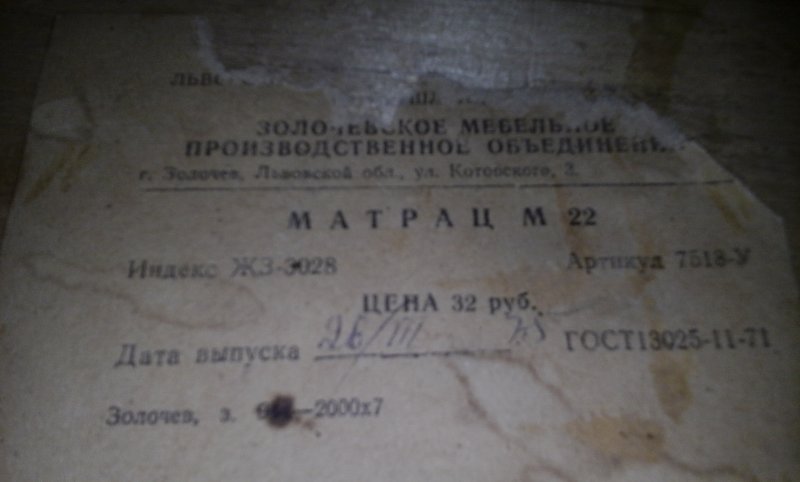 ЗОЛОЧЕВСКОЕ МЕБЕЛЬНОЕ
ПРОИЗВОДСТВЕННОЕ ОБЪЕДИНЕНИЕ
г. Золочев, Львовской обл., ул. Котовского, 3.
МАТРАЦ М 22
Индекс ЖЗ-3028
Артикул 7518-У
ЦЕНА 32 руб.
Дата выпуска 26/III 75
ГОСТ13025-11-71
Золочев, з. —2000х7